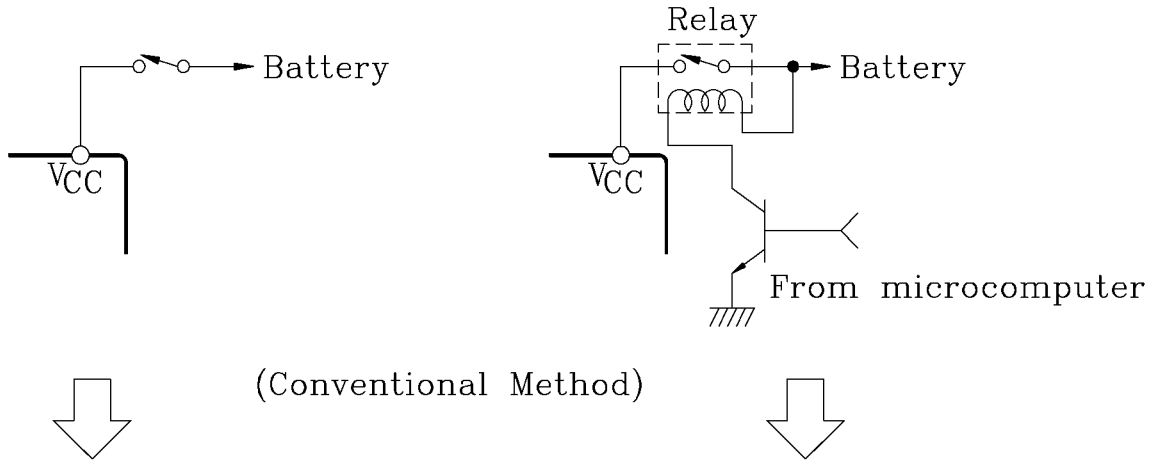 Relay
Battery
Battery
VCC
VCC
From microcomputer
(Conventional Method)